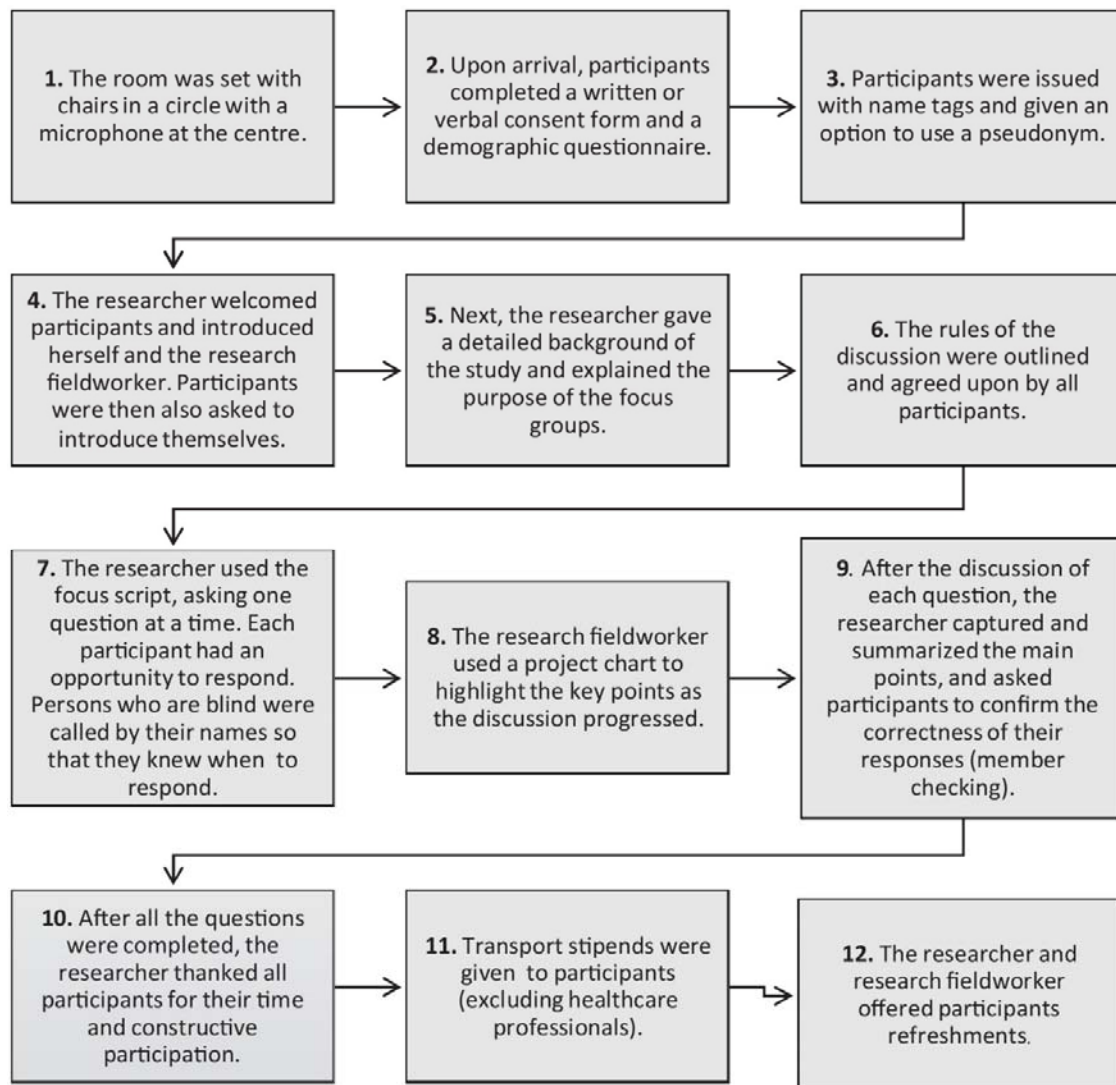 1. The room was set with
chairs in a circle with a
microphone at the centre.
2. Upon arrival, participants
completed a written or
verbal consent form and a
demographic questionnaire.
3. Participants were issued
with name tags and given an
option to use a pseudonym.
4. The researcher welcomed
participants and introduced
herself and the research
fieldworker. Participants
were then also asked to
introduce themselves.
5. Next, the researcher gave
a detailed background of
the study and explained the
purpose of the focus
groups.
6. The rules of the
discussion were outlined
and agreed upon by all
participants.
7. The researcher used the
focus script, asking one
question at a time. Each
participant had an
opportunity to respond.
Persons who are blind were
called by their names so
that they knew when to
respond.
8. The research fieldworker
used a project chart to
highlight the key points as
the discussion progressed.
9. After the discussion of
each question, the
researcher captured and
summarized the main
points, and asked
participants to confirm the
correctness of their
responses (member
checking).
10. After all the questions
were completed, the
researcher thanked all
participants for their time
and constructive
participation.
11. Transport stipends were
given to participants
(excluding healthcare
professionals).
12. The researcher and
research fieldworker
offered participants
refreshments.